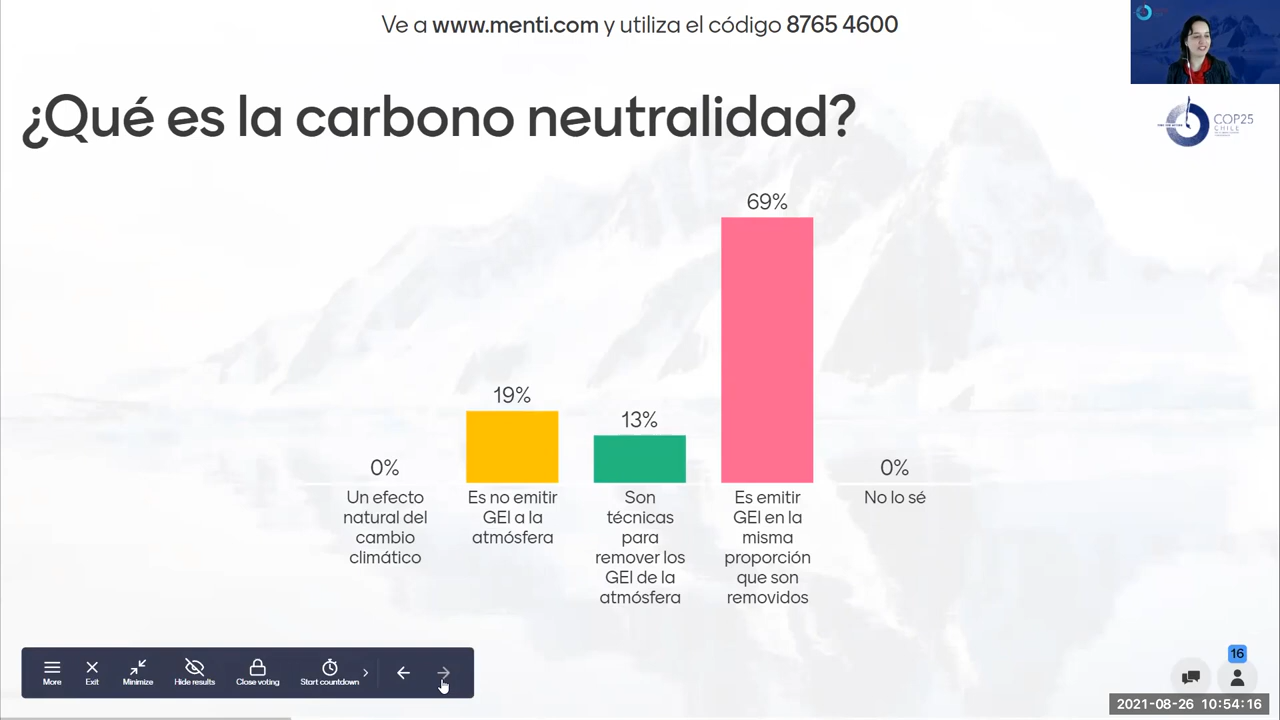 Ve a www.menti.com y utiliza el código 8765 4600
¿Qué es la carbono neutralidad?
COP25
CHILE
69%
19%
13%
0%
0%
Un efecto
natural del
cambio
climático
Es no emitir
GEI a la
atmósfera
Son
técnicas
para
remover los
GEI de la
atmósfera
Es emitir
GEI en la
misma
proporción
que son
removidos
No lo sé
More
Exit
Minimize
Hide results
Close voting
Start countdown
16
2021-08-26 10:54:16